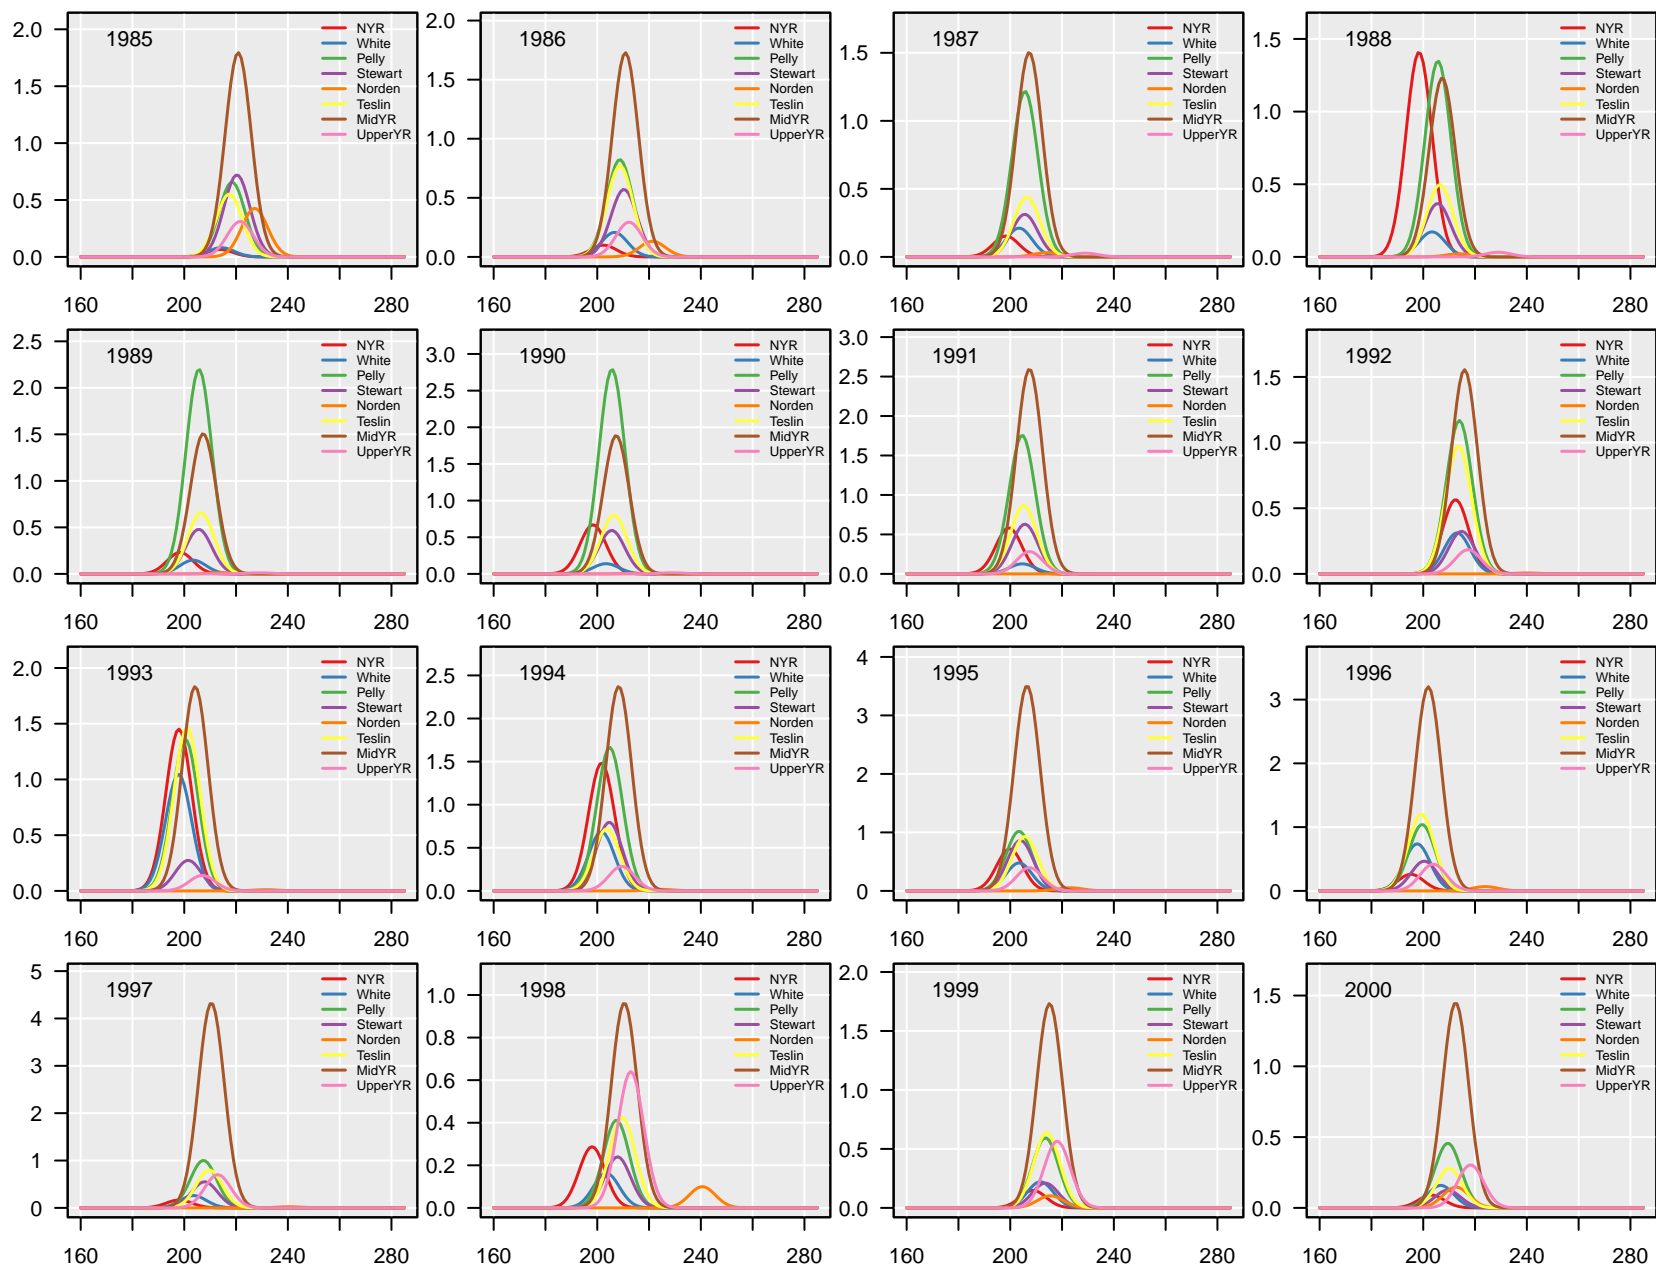 1985
NYR
White
Pelly
Stewart
Norden
Teslin
MidYR
UpperYR
2.0
1.5
1.0
0.5
0.0
160 200 240 280
1986
NYR
White
Pelly
Stewart
Norden
Teslin
MidYR
UpperYR
2.0
1.5
1.0
0.5
0.0
160 200 240 280
1987
NYR
White
Pelly
Stewart
Norden
Teslin
MidYR
UpperYR
1.5
1.0
0.5
0.0
160 200 240 280
1988
NYR
White
Pelly
Stewart
Norden
Teslin
MidYR
UpperYR
1.5
1.0
0.5
0.0
160 200 240 280
1989
NYR
White
Pelly
Stewart
Norden
Teslin
MidYR
UpperYR
2.5
2.0
1.5
1.0
0.5
0.0
160 200 240 280
1990
NYR
White
Pelly
Stewart
Norden
Teslin
MidYR
UpperYR
3.0
2.5
2.0
1.5
1.0
0.5
0.0
160 200 240 280
1991
NYR
White
Pelly
Stewart
Norden
Teslin
MidYR
UpperYR
3.0
2.5
2.0
1.5
1.0
0.5
0.0
160 200 240 280
1992
NYR
White
Pelly
Stewart
Norden
Teslin
MidYR
UpperYR
1.5
1.0
0.5
0.0
160 200 240 280
1993
NYR
White
Pelly
Stewart
Norden
Teslin
MidYR
UpperYR
2.0
1.5
1.0
0.5
0.0
160 200 240 280
1994
NYR
White
Pelly
Stewart
Norden
Teslin
MidYR
UpperYR
2.5
2.0
1.5
1.0
0.5
0.0
160 200 240 280
1995
NYR
White
Pelly
Stewart
Norden
Teslin
MidYR
UpperYR
4
3
2
1
0
160 200 240 280
1996
NYR
White
Pelly
Stewart
Norden
Teslin
MidYR
UpperYR
3
2
1
0
160 200 240 280
1997
NYR
White
Pelly
Stewart
Norden
Teslin
MidYR
UpperYR
5
4
3
2
1
0
160 200 240 280
1998
NYR
White
Pelly
Stewart
Norden
Teslin
MidYR
UpperYR
1.0
0.8
0.6
0.4
0.2
0.0
160 200 240 280
1999
NYR
White
Pelly
Stewart
Norden
Teslin
MidYR
UpperYR
2.0
1.5
1.0
0.5
0.0
160 200 240 280
2000
NYR
White
Pelly
Stewart
Norden
Teslin
MidYR
UpperYR
1.5
1.0
0.5
0.0
160 200 240 280